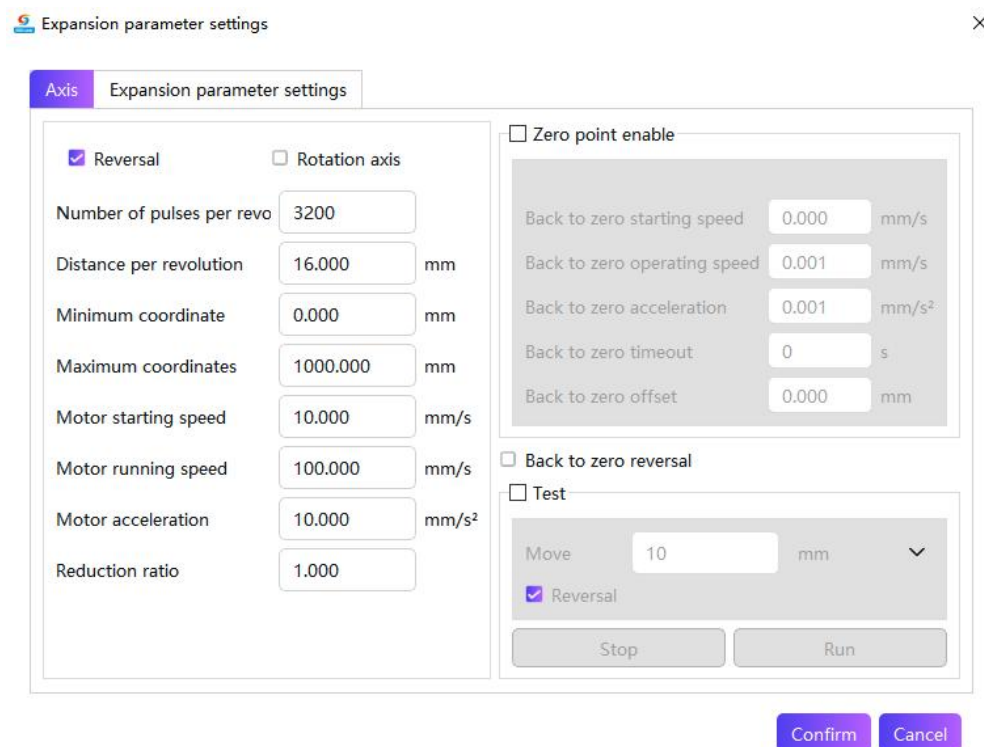 Expansion parameter settings
Axis
Expansion parameter settings
Reversal
Rotation axis
Number of pulses per revo 3200
Distance per revolution 16.000 mm
Minimum coordinate 0.000 mm
Maximum coordinates 1000.000 mm
Motor starting speed 10.000 mm/s
Motor running speed 100.000 mm/s
Motor acceleration 10.000 mm/s²
Reduction ratio 1.000
Zero point enable
Back to zero starting speed 0.000 mm/s
Back to zero operating speed 0.001 mm/s
Back to zero acceleration 0.001 mm/s²
Back to zero timeout 0 s
Back to zero offset 0.000 mm
Back to zero reversal
Test
Move 10 mm
Reversal
Stop
Run
Confirm
Cancel